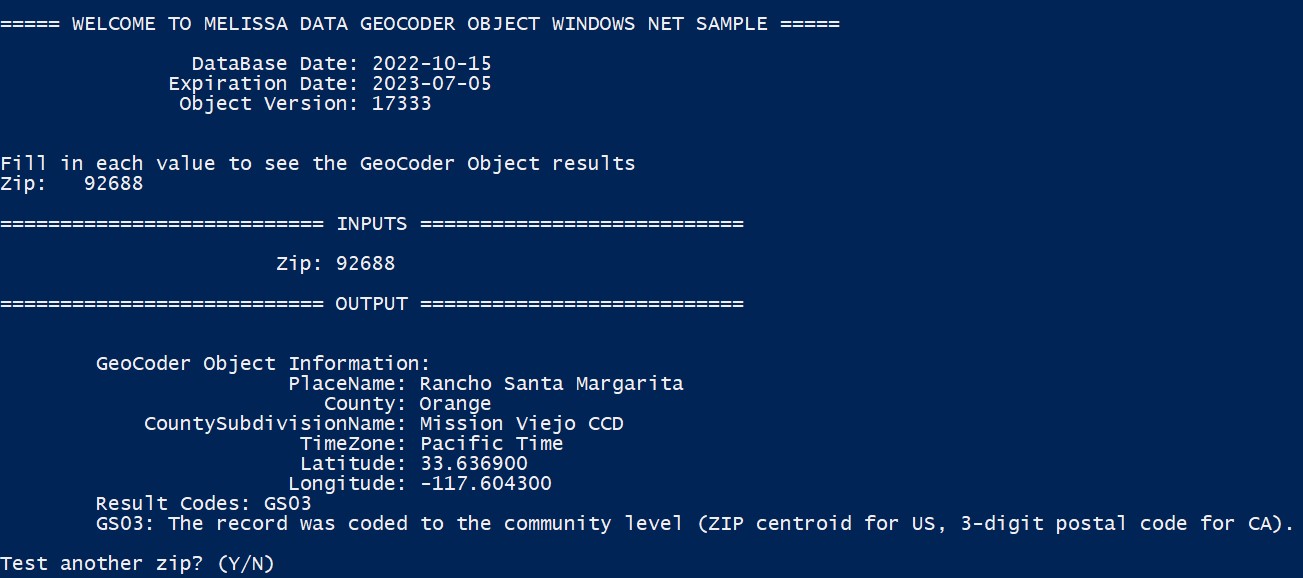 ===== WELCOME TO MELISSA DATA GEOCODER OBJECT WINDOWS NET SAMPLE =====
DataBase Date: 2022-10-15
Expiration Date: 2023-07-05
Object Version: 17333
Fill in each value to see the GeoCoder Object results
Zip: 92688
=========================== INPUTS ===========================
Zip: 92688
=========================== OUTPUT ===========================
GeoCoder Object Information:
PlaceName: Rancho Santa Margarita
County: Orange
CountySubdivisionName: Mission Viejo CCD
TimeZone: Pacific Time
Latitude: 33.636900
Longitude: -117.604300
Result Codes: GS03
GS03: The record was coded to the community level (ZIP centroid for US, 3-digit postal code for CA).
Test another zip? (Y/N)